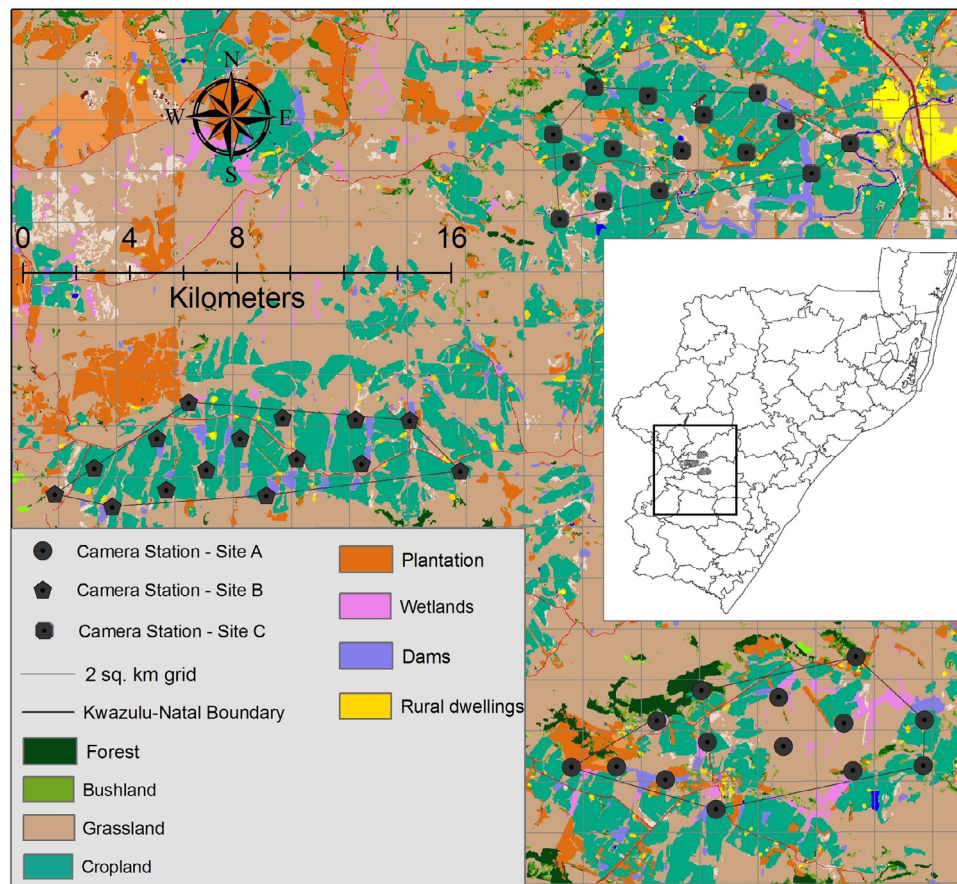 N
W E
S
0 4 8 16
Kilometers
Camera Station - Site A
Camera Station - Site B
Camera Station - Site C
2 sq. km grid
Kwazulu-Natal Boundary
Forest
Bushland
Grassland
Cropland
Plantation
Wetlands
Dams
Rural dwellings